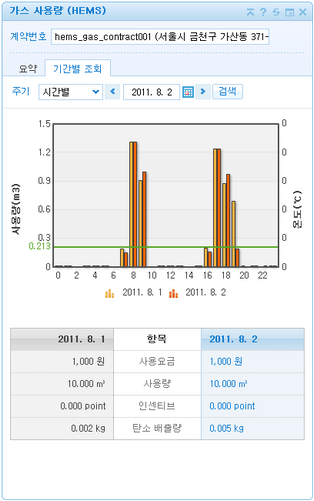 가스 사용량 (HEMS)
계약번호 hems_gas_contract001 (서울시 금천구 가산동 371-
요약 기간별 조회
주기 시간별 2011. 8. 2 검색
1.5 0
1.2 0
0.9 0
0.6 0
0.3 0
0.213
0 0
사용량(m3)
온도(℃)
0 2 4 6 8 10 12 14 16 18 20 22
2011. 8. 1 2011. 8. 2
2011. 8. 1 항목 2011. 8. 2
1,000 원 사용요금 1,000 원
10.000 ㎥ 사용량 10.000 ㎥
0.000 point 인센티브 0.000 point
0.002 kg 탄소 배출량 0.005 kg